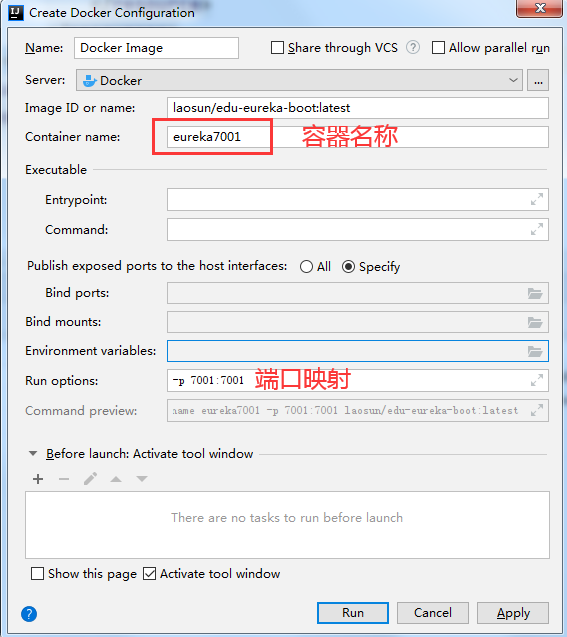 Create Docker Configuration
Name: Docker Image Share through VCS ? Allow parallel run
Server: Docker ...
Image ID or name: laosun/edu-eureka-boot:latest
Container name: eureka7001 容器名称
Executable
Entrypoint:
Command:
Publish exposed ports to the host interfaces: All Specify
Bind ports:
Bind mounts:
Environment variables:
Run options: -p 7001:7001 端口映射
Command preview: name eureka7001 -p 7001:7001 laosun/edu-eureka-boot:latest
Before launch: Activate tool window
There are no tasks to run before launch
Show this page Activate tool window
? Run Cancel Apply